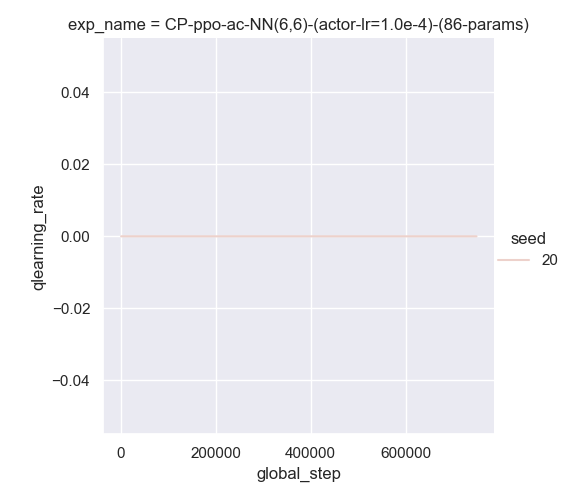 exp_name = CP-ppo-ac-NN(6,6)-(actor-lr=1.0e-4)-(86-params)
0.04
0.02
0.00
−0.02
−0.04
qlearning_rate
0 200000 400000 600000
global_step
seed
20